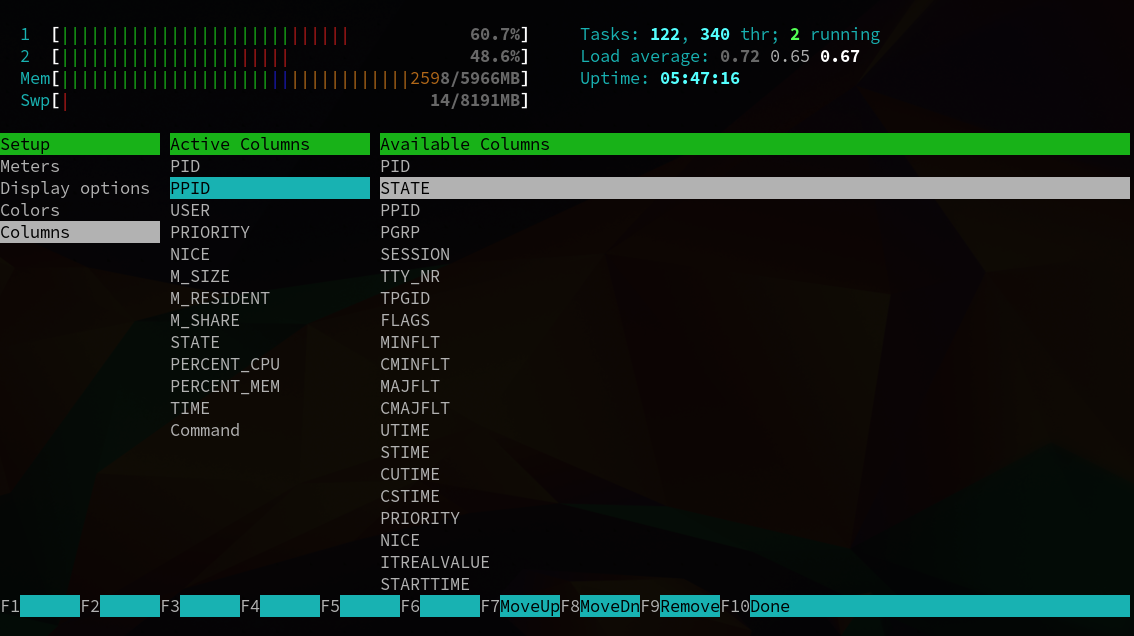 1 [||||||||||||||||||||||||||||| 60.7%] Tasks: 122, 340 thr; 2 running
2 [||||||||||||||||||||||| 48.6%] Load average: 0.72 0.65 0.67
Mem[|||||||||||||||||||||||||||||||||||2598/5966MB] Uptime: 05:47:16
Swp[| 14/8191MB]
Setup Active Columns Available Columns
Meters PID PID
Display options PPID STATE
Colors USER PPID
Columns PRIORITY PGRP
NICE SESSION
M_SIZE TTY_NR
M_RESIDENT TPGID
M_SHARE FLAGS
STATE MINFLT
PERCENT_CPU CMINFLT
PERCENT_MEM MAJFLT
TIME CMAJFLT
Command UTIME
STIME
CUTIME
CSTIME
PRIORITY
NICE
ITREALVALUE
STARTTIME
F1 F2 F3 F4 F5 F6 F7MoveUpF8MoveDnF9RemoveF10Done